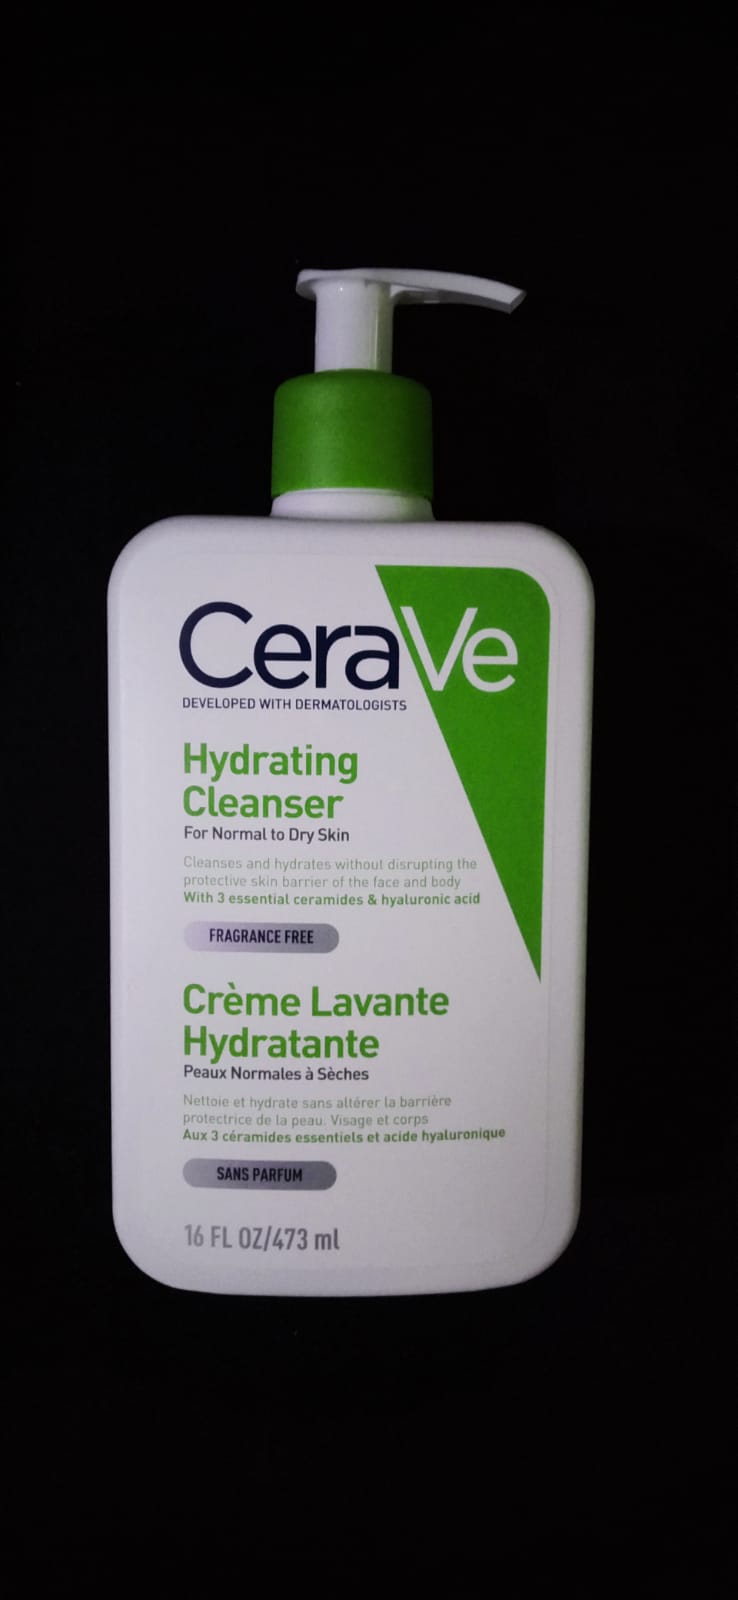 CeraVe
DEVELOPED WITH DERMATOLOGISTS
Hydrating
Cleanser
For Normal to Dry Skin
Cleanses and hydrates without disrupting the
protective skin barrier of the face and body
With 3 essential ceramides & hyaluronic acid
FRAGRANCE FREE
Crème Lavante
Hydratante
Peaux Normales à Sèches
Nettoie et hydrate sans altérer la barrière
protectrice de la peau. Visage et corps
Aux 3 céramides essentiels et acide hyaluronique
SANS PARFUM
16 FL OZ/473 ml